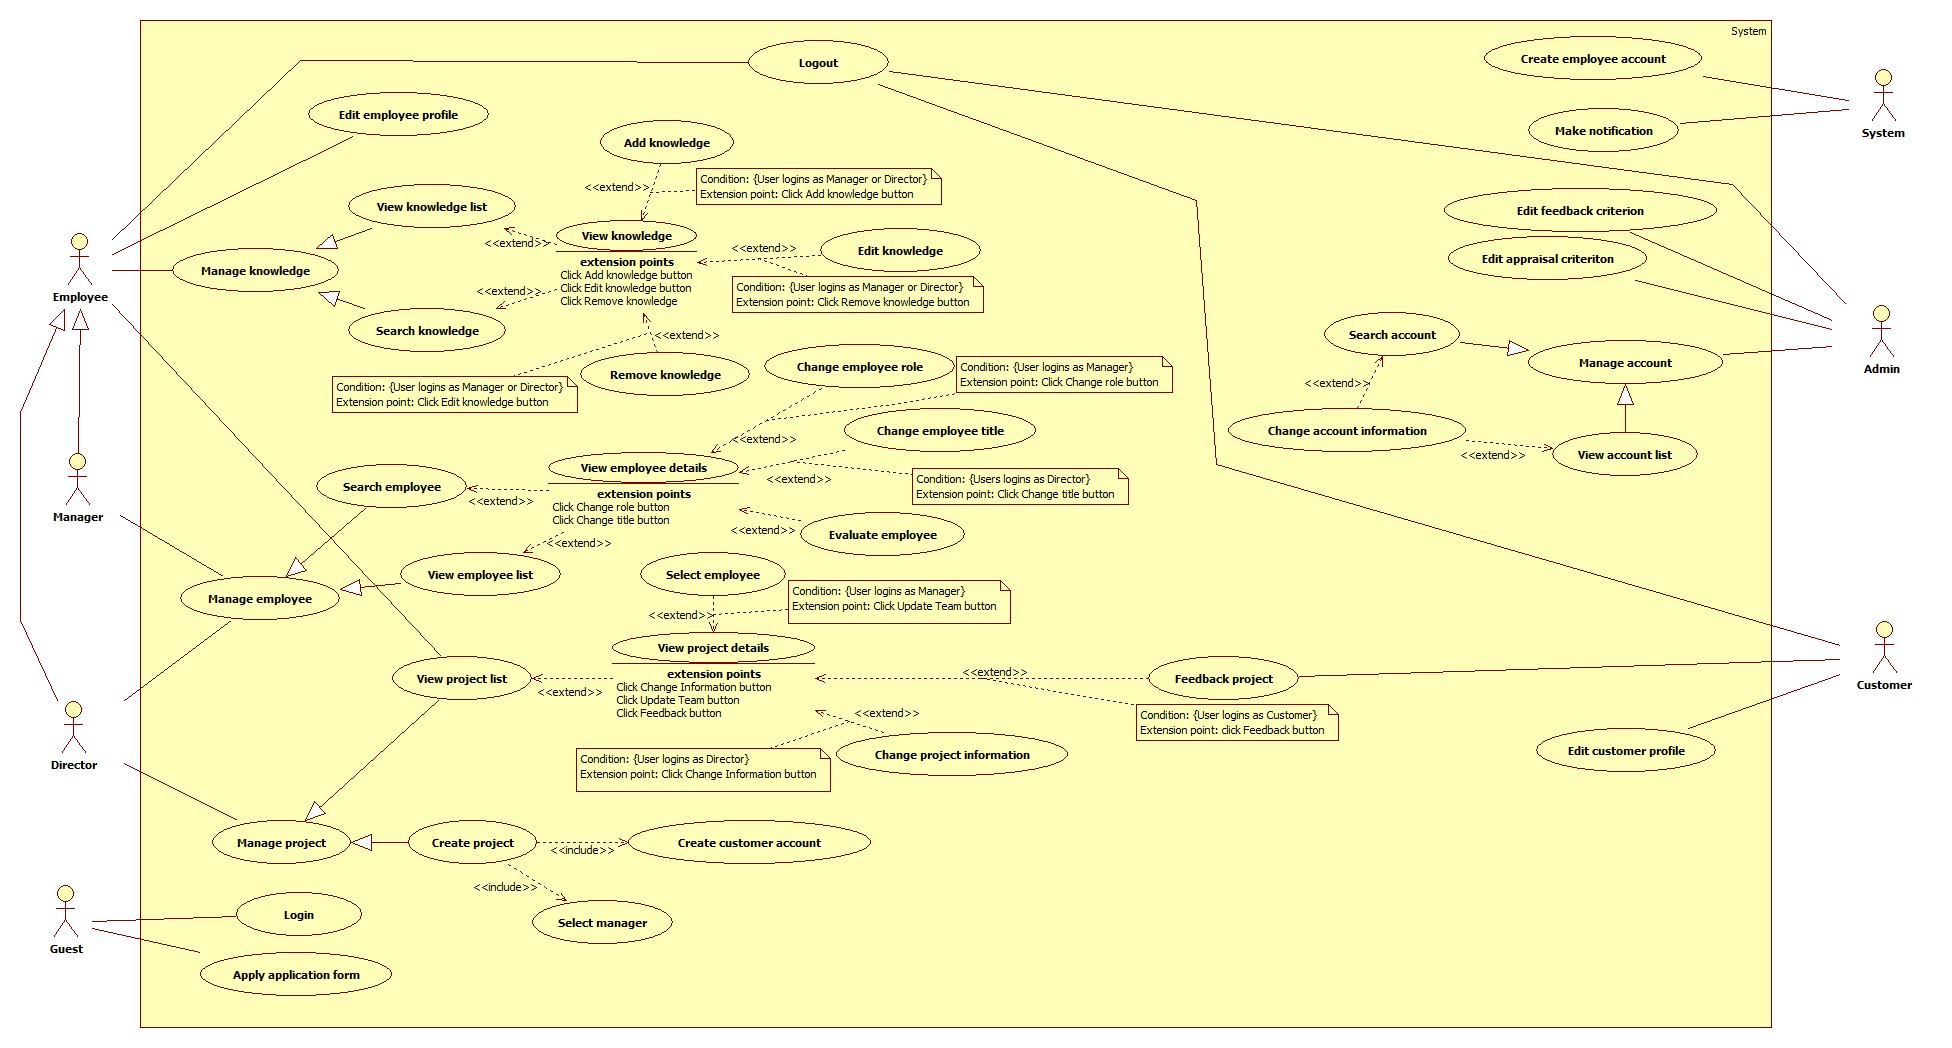 System
Logout
Create employee account
Edit employee profile
System
Make notification
Add knowledge
Condition: {User logins as Manager or Director}
Extension point: Click Add knowledge button
<<extend>>
View knowledge list
Edit feedback criterion
View knowledge
<<extend>>
<<extend>>
Edit knowledge
Edit appraisal criteriton
extension points
Click Add knowledge button
Click Edit knowledge button
Click Remove knowledge
Manage knowledge
Employee
<<extend>>
Condition: {User logins as Manager or Director}
Extension point: Click Remove knowledge button
Search knowledge
<<extend>>
Search account
Manage account
Admin
Change employee role
Condition: {User logins as Manager}
Extension point: Click Change role button
Remove knowledge
Condition: {User logins as Manager or Director}
Extension point: Click Edit knowledge button
<<extend>>
Change employee title
Change account information
<<extend>>
View account list
<<extend>>
View employee details
Search employee
<<extend>>
Condition: {Users logins as Director}
Extension point: Click Change title button
extension points
Click Change role button
Click Change title button
<<extend>>
Manager
<<extend>>
Evaluate employee
<<extend>>
View employee list
Select employee
Manage employee
Condition: {User logins as Manager}
Extension point: Click Update Team button
<<extend>>
View project details
View project list
extension points
Click Change Information button
Click Update Team button
Click Feedback button
<<extend>>
<<extend>>
Feedback project
Customer
Condition: {User logins as Customer}
Extension point: click Feedback button
<<extend>>
Change project information
Condition: {User logins as Director}
Extension point: Click Change Information button
Edit customer profile
Director
Manage project
Create project
<<include>>
Create customer account
<<include>>
Select manager
Login
Guest
Apply application form